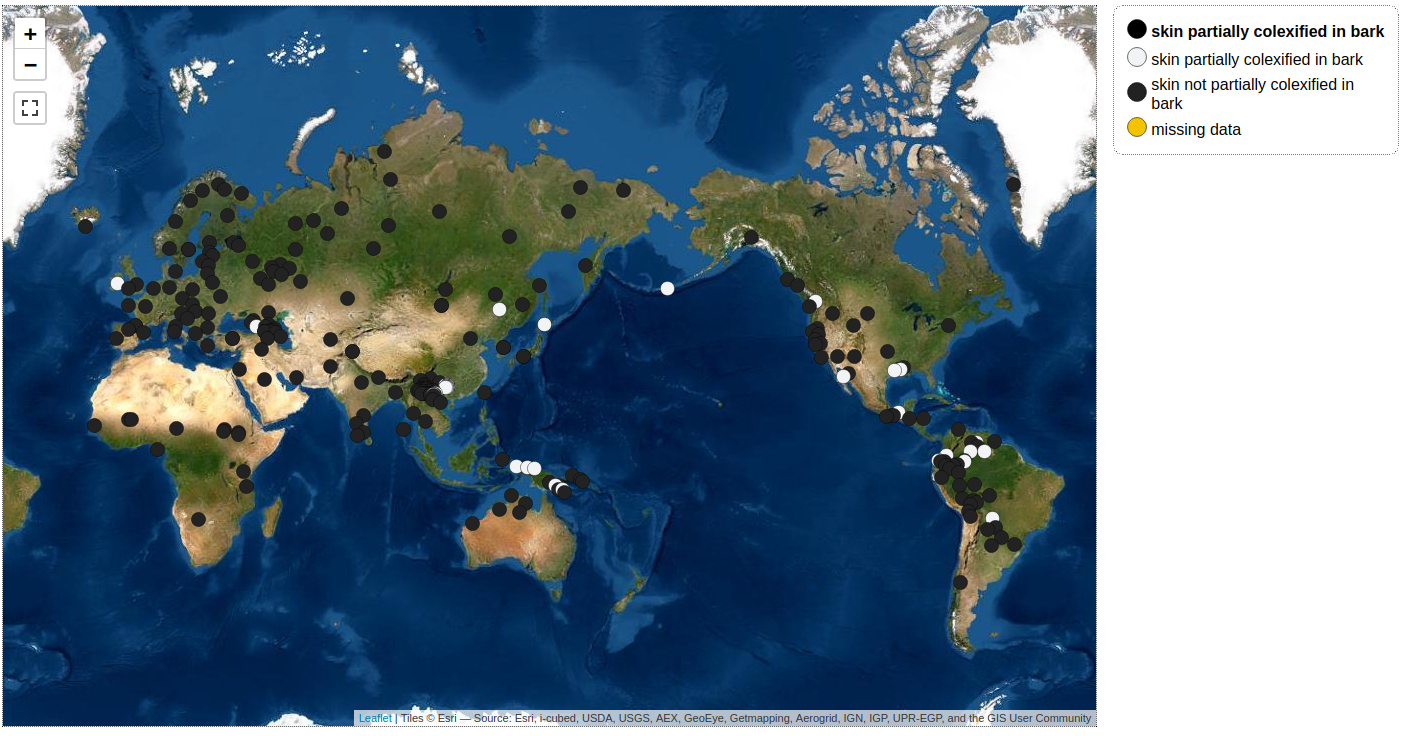 +
−
skin partially colexified in bark
skin partially colexified in bark
skin not partially colexified in
bark
missing data
Leaflet | Tiles © Esri — Source: Esri, i-cubed, USDA, USGS, AEX, GeoEye, Getmapping, Aerogrid, IGN, IGP, UPR-EGP, and the GIS User Community